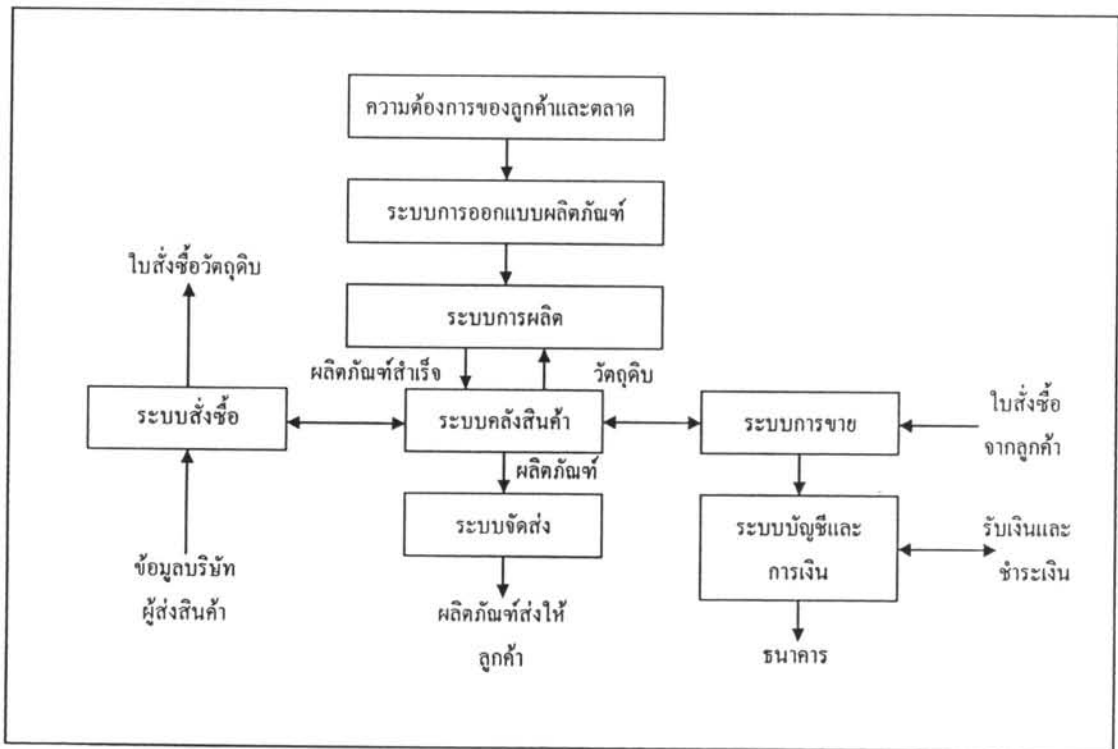 ความต้องการของลูกค้าและตลาด
ระบบการออกแบบผลิตภัณฑ์
ใบสั่งซื้อวัตถุดิบ
ระบบการผลิต
ผลิตภัณฑ์สำเร็จ
วัตถุดิบ
ระบบสั่งซื้อ
ระบบคลังสินค้า
ระบบการขาย
ใบสั่งซื้อ
จากลูกค้า
ผลิตภัณฑ์
ระบบจัดส่ง
ระบบบัญชีและ
การเงิน
รับเงินและ
ชำระเงิน
ข้อมูลบริษัท
ผู้ส่งสินค้า
ผลิตภัณฑ์ส่งให้
ลูกค้า
ธนาคาร